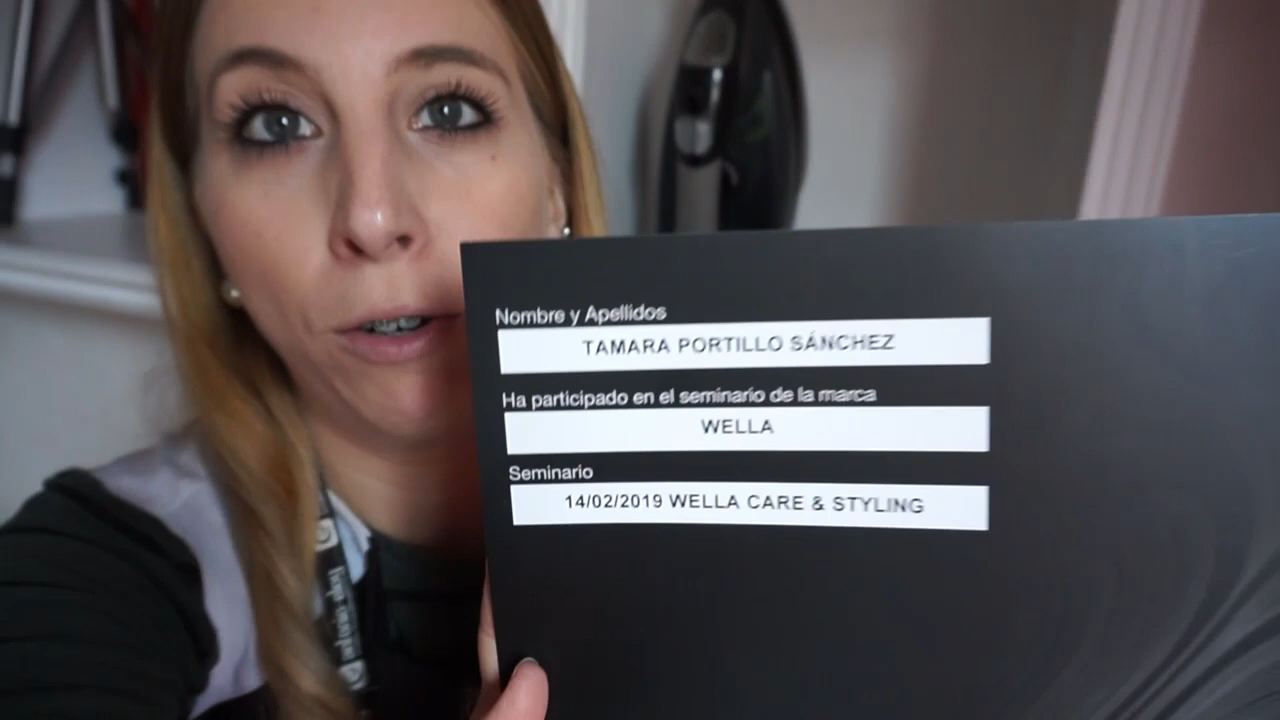 Nombre y Apellidos
TAMARA PORTILLO SÁNCHEZ
Ha participado en el seminario de la marca
WELLA
Seminario
14/02/2019 WELLA CARE & STYLING